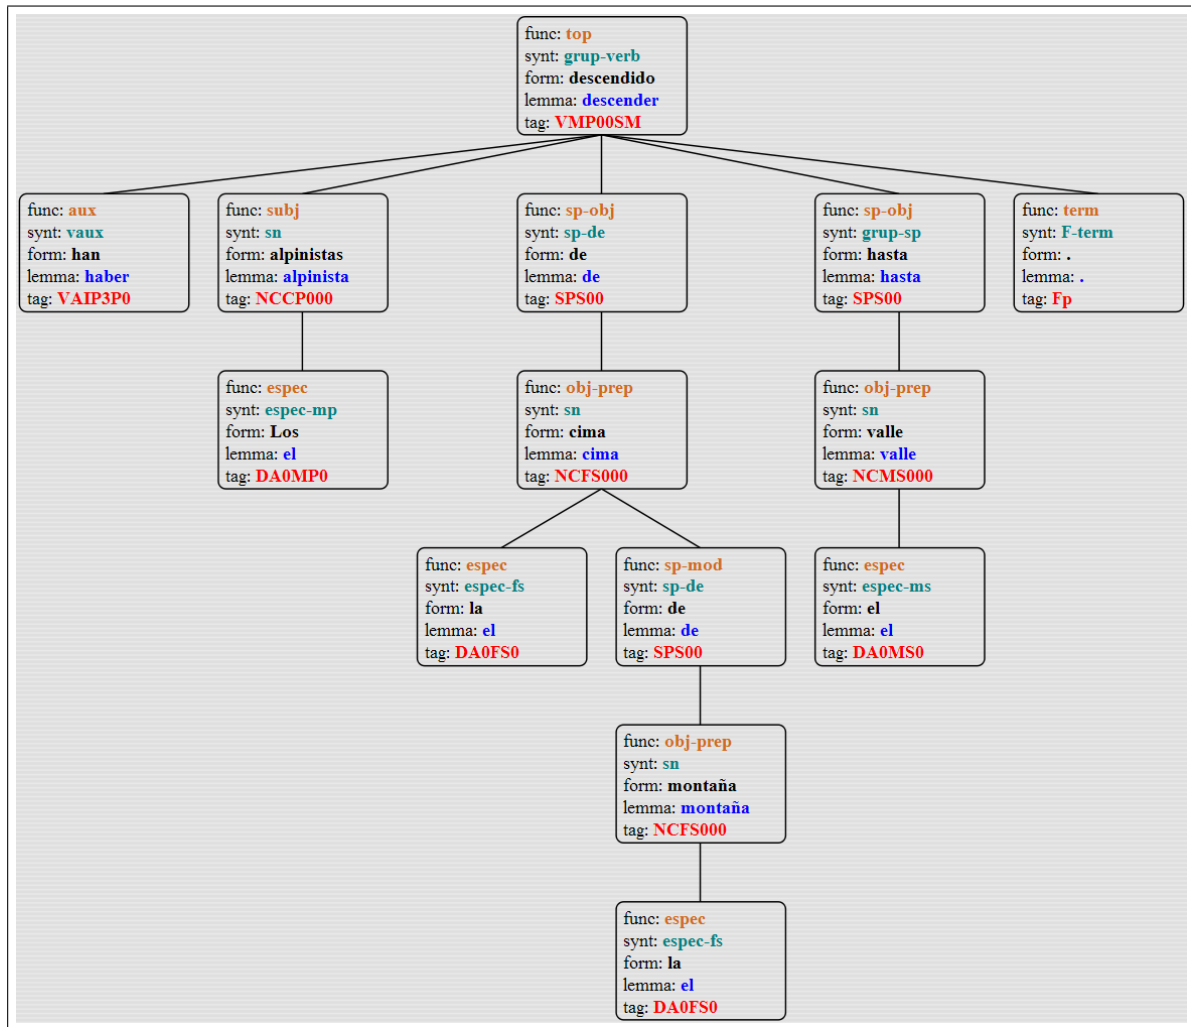 func: top
synt: grup-verb
form: descendido
lemma: descender
tag: VMP00SM
func: aux
synt: vaux
form: han
lemma: haber
tag: VAIP3P0
func: subj
synt: sn
form: alpinistas
lemma: alpinista
tag: NCCP000
func: sp-obj
synt: sp-de
form: de
lemma: de
tag: SPS00
func: sp-obj
synt: grup-sp
form: hasta
lemma: hasta
tag: SPS00
func: term
synt: F-term
form: .
lemma: .
tag: Fp
func: espec
synt: espec-mp
form: Los
lemma: el
tag: DA0MP0
func: obj-prep
synt: sn
form: cima
lemma: cima
tag: NCFS000
func: obj-prep
synt: sn
form: valle
lemma: valle
tag: NCMS000
func: espec
synt: espec-fs
form: la
lemma: el
tag: DA0FS0
func: sp-mod
synt: sp-de
form: de
lemma: de
tag: SPS00
func: espec
synt: espec-ms
form: el
lemma: el
tag: DA0MS0
func: obj-prep
synt: sn
form: montaña
lemma: montaña
tag: NCFS000
func: espec
synt: espec-fs
form: la
lemma: el
tag: DA0FS0